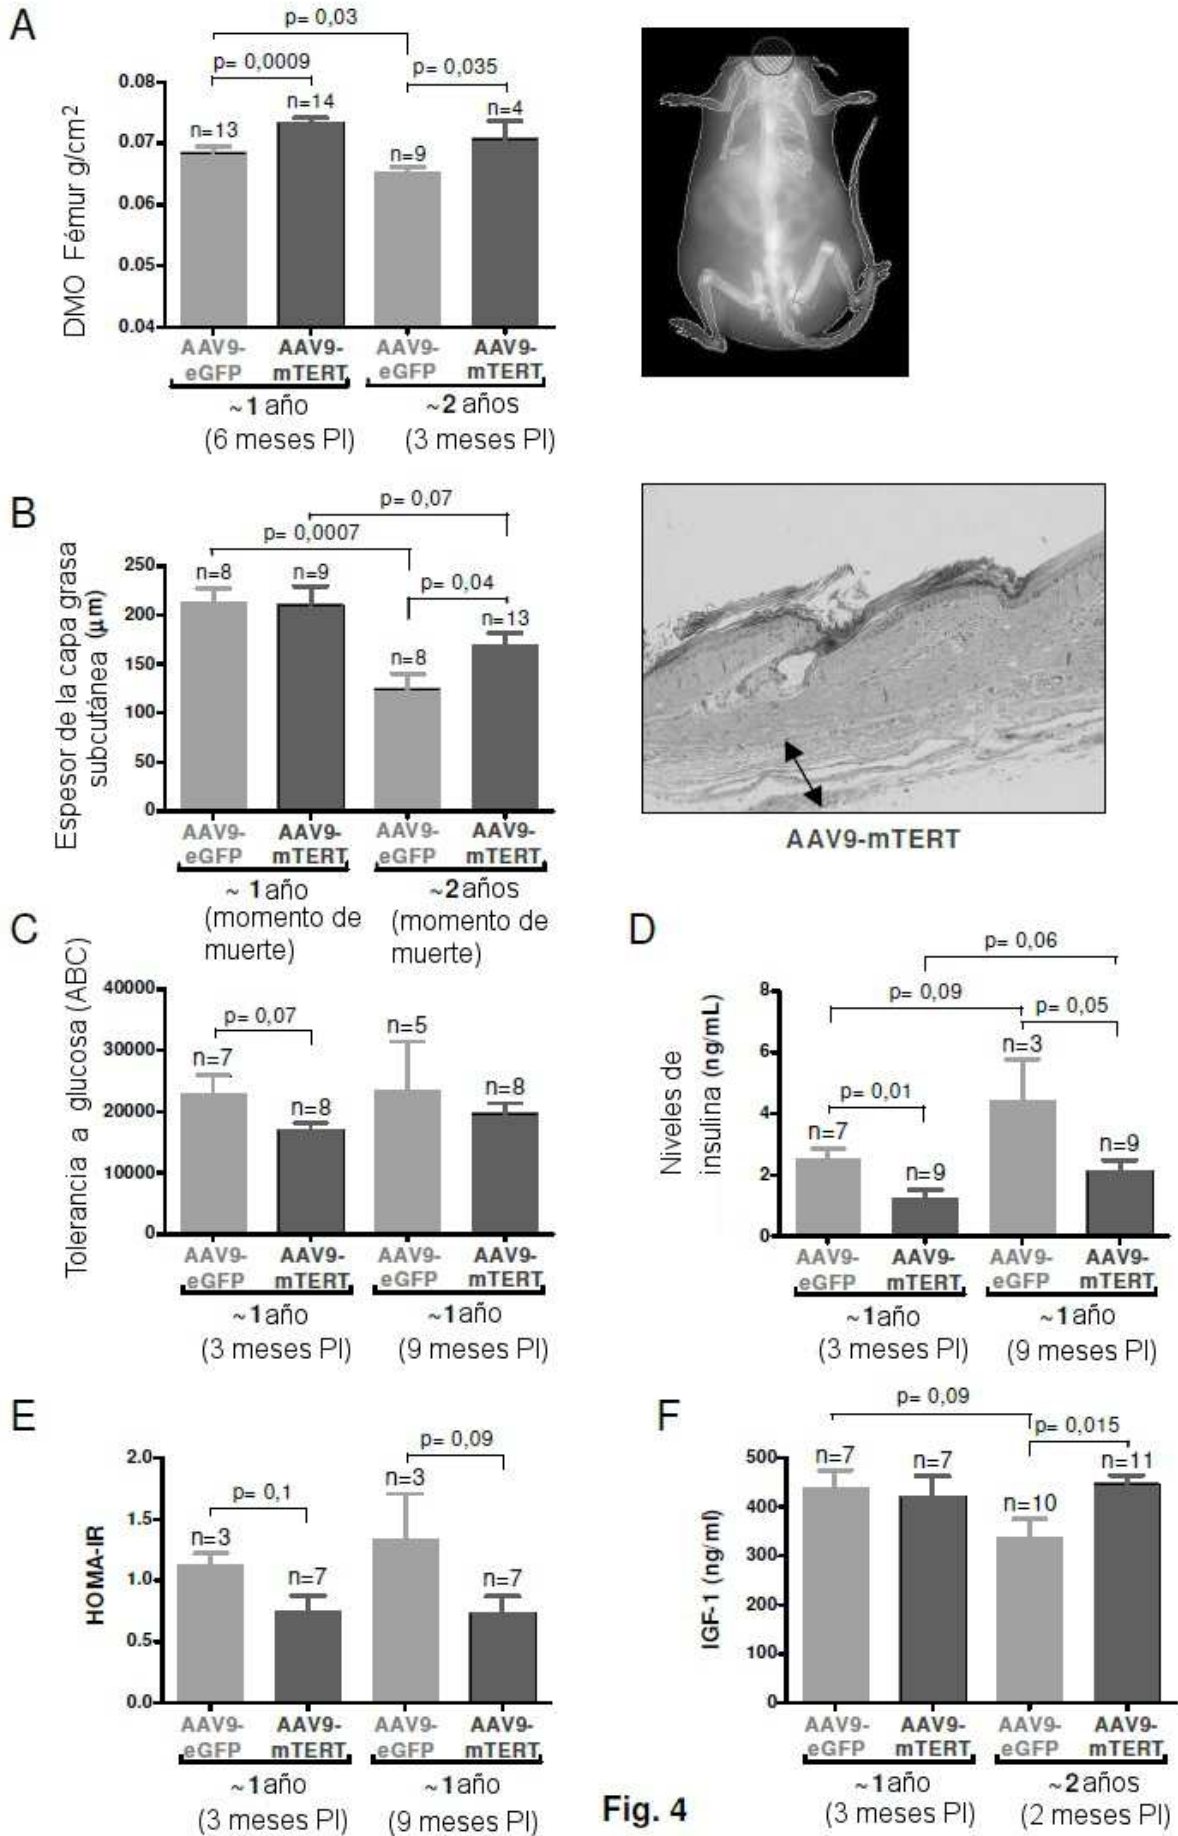 A
p= 0,03
p= 0,0009
p= 0,035
n=13
n=14
n=9
n=4
DMO Fémur g/cm2
0.08
0.07
0.06
0.05
0.04
AAV9-
eGFP
AAV9-
mTERT
AAV9-
eGFP
AAV9-
mTERT
~1 año
(6 meses PI)
~2 años
(3 meses PI)
B
p= 0,07
p= 0,0007
p= 0,04
n=8
n=9
n=8
n=13
Espesor de la capa grasa
subcutánea (µm)
250
200
150
100
50
0
AAV9-
eGFP
AAV9-
mTERT
AAV9-
eGFP
AAV9-
mTERT
~ 1 año
(momento de
muerte)
~2 años
(momento de
muerte)
AAV9-mTERT
C
Tolerancia a glucosa (ABC)
40000
30000
20000
10000
0
p= 0,07
n=7
n=8
n=5
n=8
AAV9-
eGFP
AAV9-
mTERT
AAV9-
eGFP
AAV9-
mTERT
~1 año
(3 meses PI)
~1 año
(9 meses PI)
D
p= 0,06
p= 0,09
p= 0,05
p= 0,01
n=7
n=9
n=3
n=9
Niveles de
insulina (ng/mL)
8
6
4
2
0
AAV9-
eGFP
AAV9-
mTERT
AAV9-
eGFP
AAV9-
mTERT
~1 año
(3 meses PI)
~1 año
(9 meses PI)
E
p= 0,09
p= 0,1
n=3
n=7
n=3
n=7
HOMA-IR
2.0
1.5
1.0
0.5
0.0
AAV9-
eGFP
AAV9-
mTERT
AAV9-
eGFP
AAV9-
mTERT
~1 año
(3 meses PI)
~1 año
(9 meses PI)
F
p= 0,09
p= 0,015
n=7
n=7
n=10
n=11
IGF-1 (ng/ml)
500
400
300
200
100
0
AAV9-
eGFP
AAV9-
mTERT
AAV9-
eGFP
AAV9-
mTERT
~1 año
(3 meses PI)
~2 años
(2 meses PI)
Fig. 4